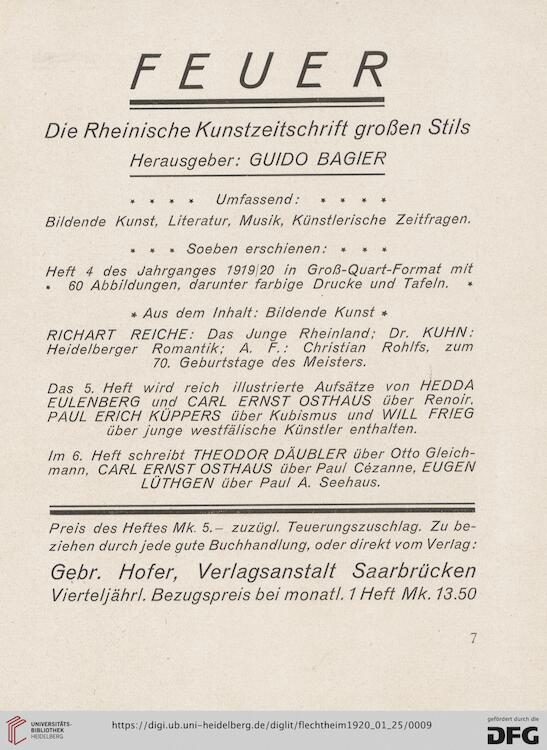 FEUER
Die Rheinische Kunstzeitschrift großen Stils
Herausgeber: GUIDO BAGIER
* * * * Umfassend: * * * *
Bildende Kunst, Literatur, Musik, Künstlerische Zeitfragen.
* * * Soeben erschienen: * * *
Heft 4 des Jahrganges 1919|20 in Groß-Quart-Format mit
* 60 Abbildungen, darunter farbige Drucke und Tafeln. *
* Aus dem Inhalt: Bildende Kunst *
RICHART REICHE: Das Junge Rheinland; Dr. KUHN:
Heidelberger Romantik; A. F.: Christian Rohlfs, zum
70. Geburtstage des Meisters.
Das 5. Heft wird reich illustrierte Aufsätze von HEDDA
EULENBERG und CARL ERNST OSTHAUS über Renoir,
PAUL ERICH KÜPPERS über Kubismus und WILL FRIEG
über junge westfälische Künstler enthalten.
Im 6. Heft schreibt THEODOR DÄUBLER über Otto Gleich-
mann, CARL ERNST OSTHAUS über Paul Cézanne, EUGEN
LÜTHGEN über Paul A. Seehaus.
Preis des Heftes Mk. 5.— zuzügl. Teuerungszuschlag. Zu be-
ziehen durch jede gute Buchhandlung, oder direkt vom Verlag:
Gebr. Hofer, Verlagsanstalt Saarbrücken
Vierteljährl. Bezugspreis bei monatl. 1 Heft Mk. 13.50
7
UNIVERSITÄTS-
BIBLIOTHEK
HEIDELBERG
https://digi.ub.uni-heidelberg.de/diglit/flechtheim1920_01_25/0009
gefördert durch die
DFG